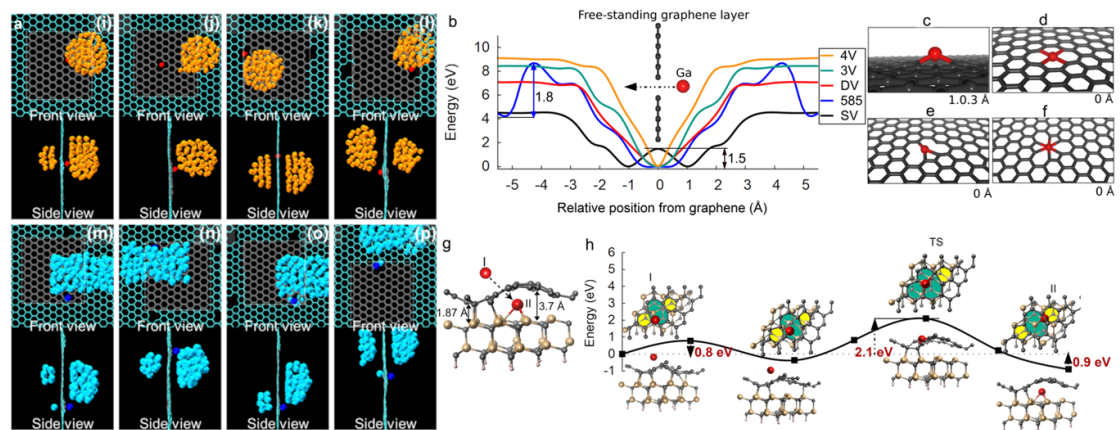 a
(i)
(j)
(k)
(l)
Front view
Front view
Front view
Front view
Side view
Side view
Side view
Side view
(m)
(n)
(o)
(p)
Front view
Front view
Front view
Front view
Side view
Side view
Side view
Side view
b
Free-standing graphene layer
Energy (eV)
10
8
6
4
2
0
1.8
Ga
1.5
4V
3V
DV
585
SV
-5
-4
-3
-2
-1
0
1
2
3
4
5
Relative position from graphene (Å)
c
d
1.0.3 Å
0 Å
e
f
0 Å
0 Å
g
I
II
1.87 Å
3.7 Å
h
Energy (eV)
6
5
4
3
2
1
0
-1
I
TS
II
0.8 eV
2.1 eV
0.9 eV